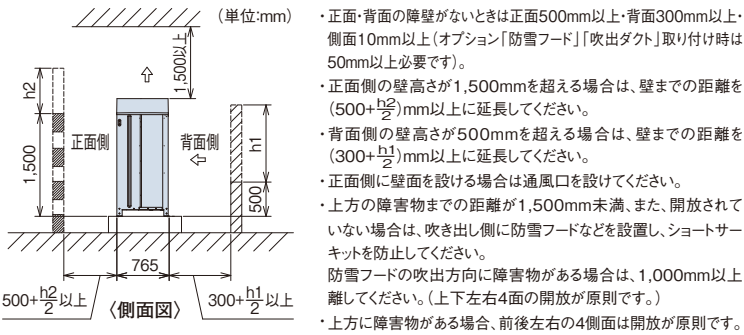 (単位:mm)
1,500以上
h2
1,500
正面側
背面側
h1
500
765
500+h2/2以上
〈側面図〉
300+h1/2以上
・正面・背面の障壁がないときは正面500mm以上・背面300mm以上・
側面10mm以上(オプション「防雪フード」「吹出ダクト」取り付け時は
50mm以上必要です)。
・正面側の壁高さが1,500mmを超える場合は、壁までの距離を
(500+h2/2)mm以上に延長してください。
・背面側の壁高さが500mmを超える場合は、壁までの距離を
(300+h1/2)mm以上に延長してください。
・正面側に壁面を設ける場合は通風口を設けてください。
・上方の障害物までの距離が1,500mm未満、また、開放されて
いない場合は、吹き出し側に防雪フードなどを設置し、ショートサー
キットを防止してください。
防雪フードの吹出方向に障害物がある場合は、1,000mm以上
離してください。(上下左右4面の開放が原則です。)
・上方に障害物がある場合、前後左右の4側面は開放が原則です。